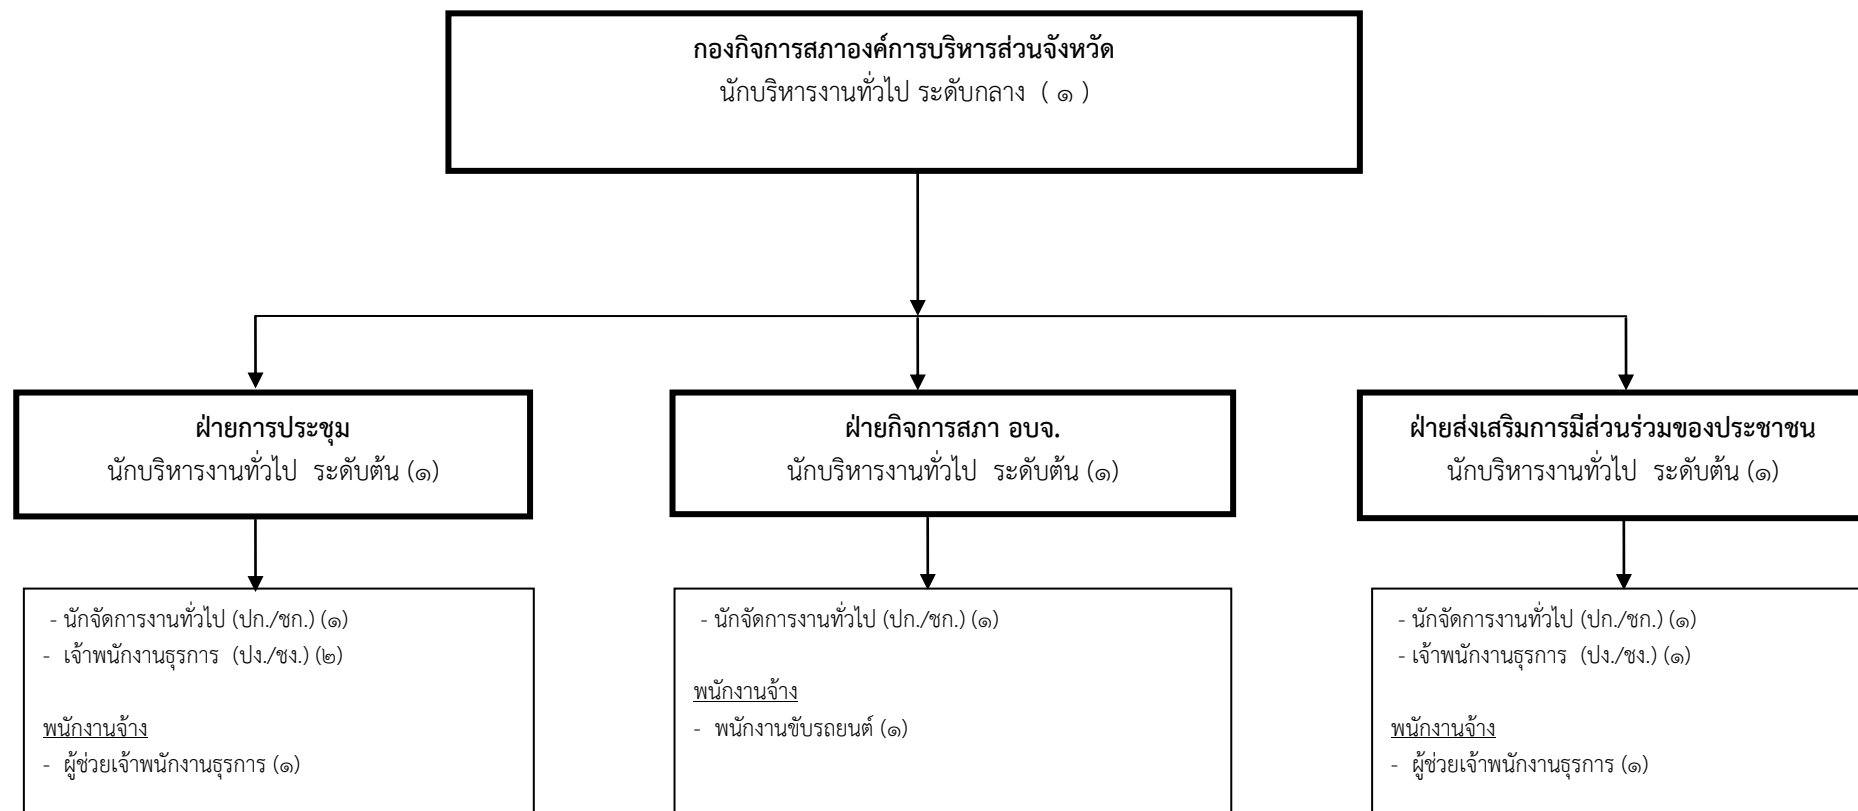 กองกิจการสภาองค์การบริหารส่วนจังหวัด
นักบริหารงานทั่วไป ระดับกลาง ( ๑ )
ฝ่ายการประชุม
นักบริหารงานทั่วไป ระดับต้น (๑)
ฝ่ายกิจการสภา อบจ.
นักบริหารงานทั่วไป ระดับต้น (๑)
ฝ่ายส่งเสริมการมีส่วนร่วมของประชาชน
นักบริหารงานทั่วไป ระดับต้น (๑)
- นักจัดการงานทั่วไป (ปก./ชก.) (๑)
- เจ้าพนักงานธุรการ (ปง./ชง.) (๒)
พนักงานจ้าง
- ผู้ช่วยเจ้าพนักงานธุรการ (๑)
- นักจัดการงานทั่วไป (ปก./ชก.) (๑)
พนักงานจ้าง
- พนักงานขับรถยนต์ (๑)
- นักจัดการงานทั่วไป (ปก./ชก.) (๑)
- เจ้าพนักงานธุรการ (ปง./ชง.) (๑)
พนักงานจ้าง
- ผู้ช่วยเจ้าพนักงานธุรการ (๑)